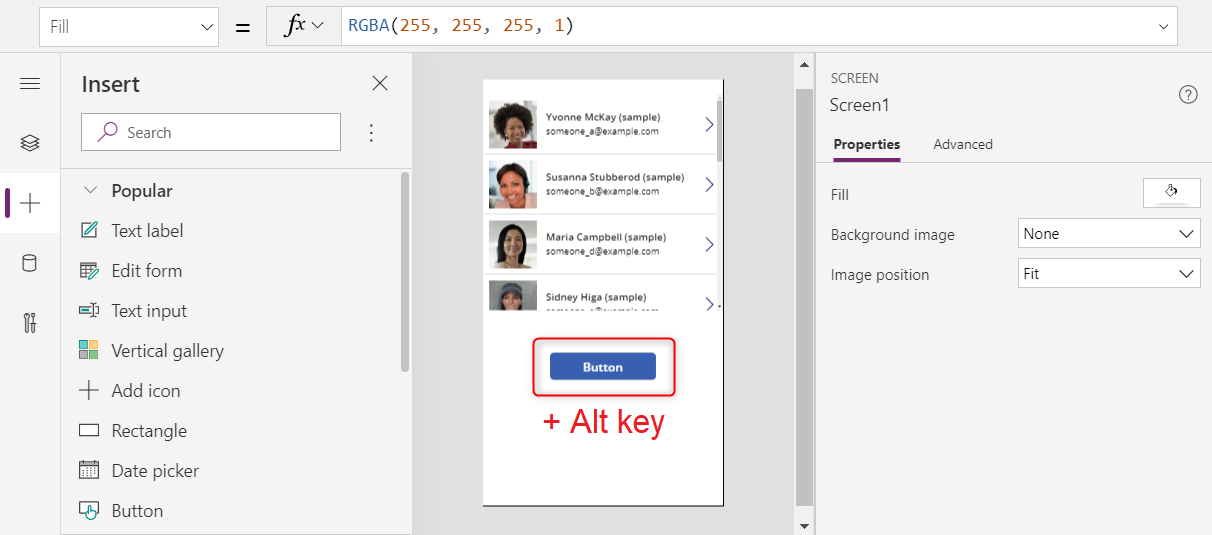 Fill
=
fx
RGBA(255, 255, 255, 1)
Insert
Search
Popular
Text label
Edit form
Text input
Vertical gallery
Add icon
Rectangle
Date picker
Button
Yvonne McKay (sample)
someone_a@example.com
Susanna Stubberod (sample)
someone_b@example.com
Maria Campbell (sample)
someone_d@example.com
Sidney Higa (sample)
Button
+ Alt key
SCREEN
Screen1
Properties
Advanced
Fill
Background image
None
Image position
Fit